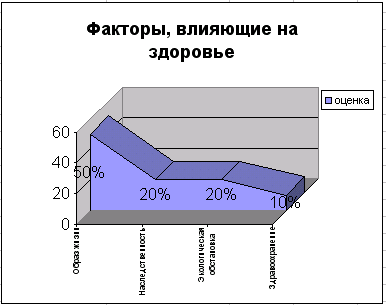 Факторы, влияющие на
здоровье
оценка
60
40
20
0
50%
20%
20%
10%
Образ жизни
Наследственность
Экологическая
обстановка
Здравоохранение